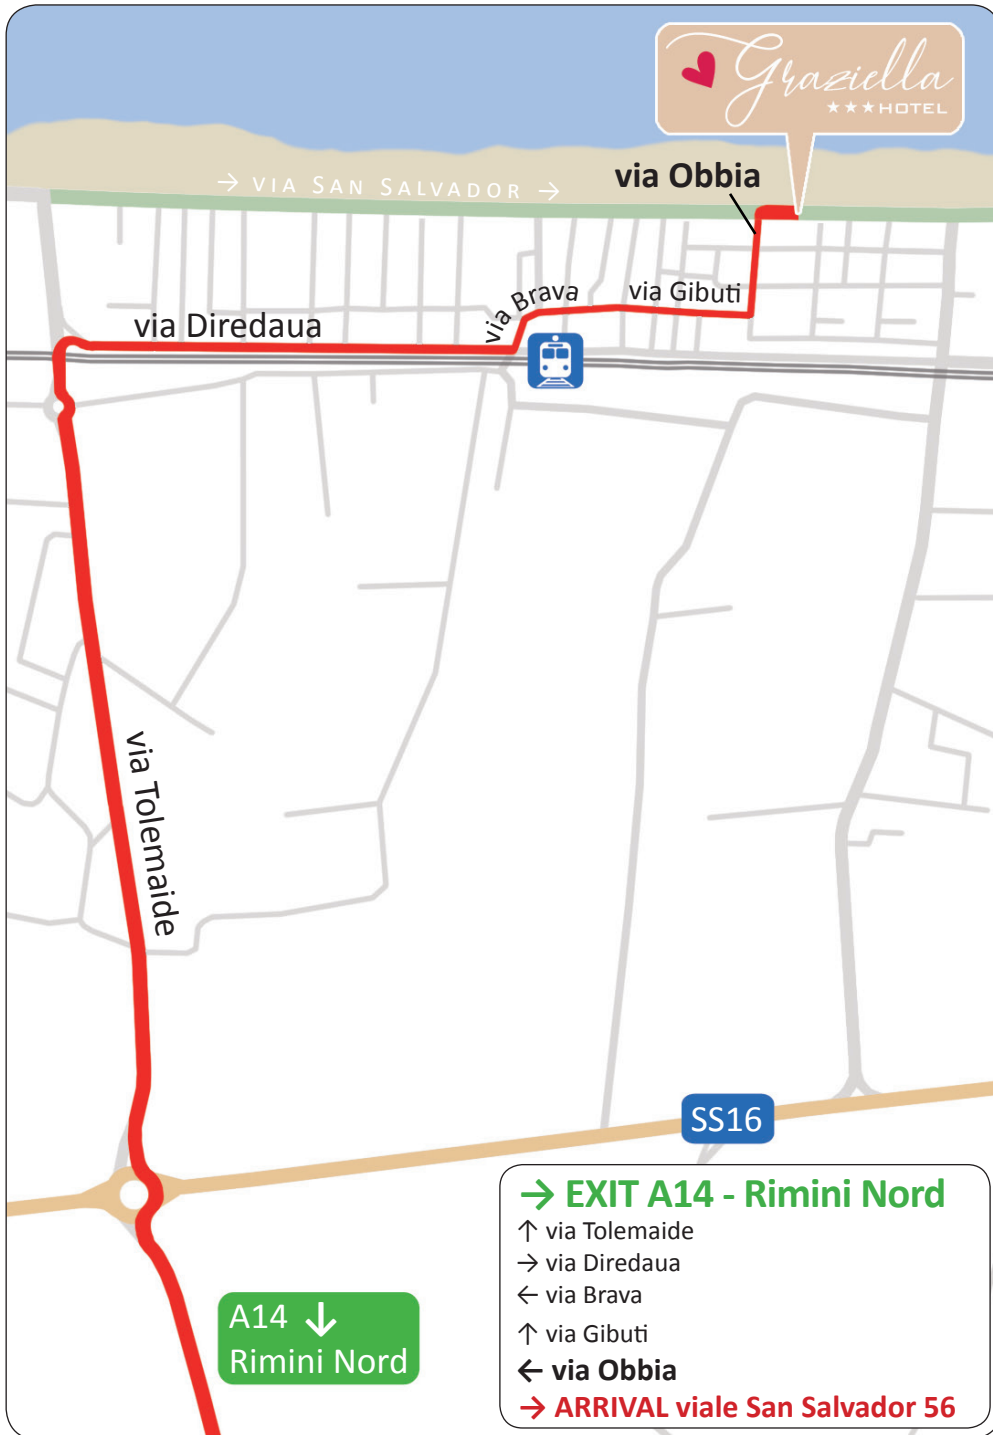 Graziella
★★★HOTEL
→ VIA SAN SALVADOR →
via Obbia
via Brava
via Gibuti
via Diredaua
via Tolemaide
SS16
A14 ↓
Rimini Nord
→ EXIT A14 - Rimini Nord
↑ via Tolemaide
→ via Diredaua
← via Brava
↑ via Gibuti
← via Obbia
→ ARRIVAL viale San Salvador 56